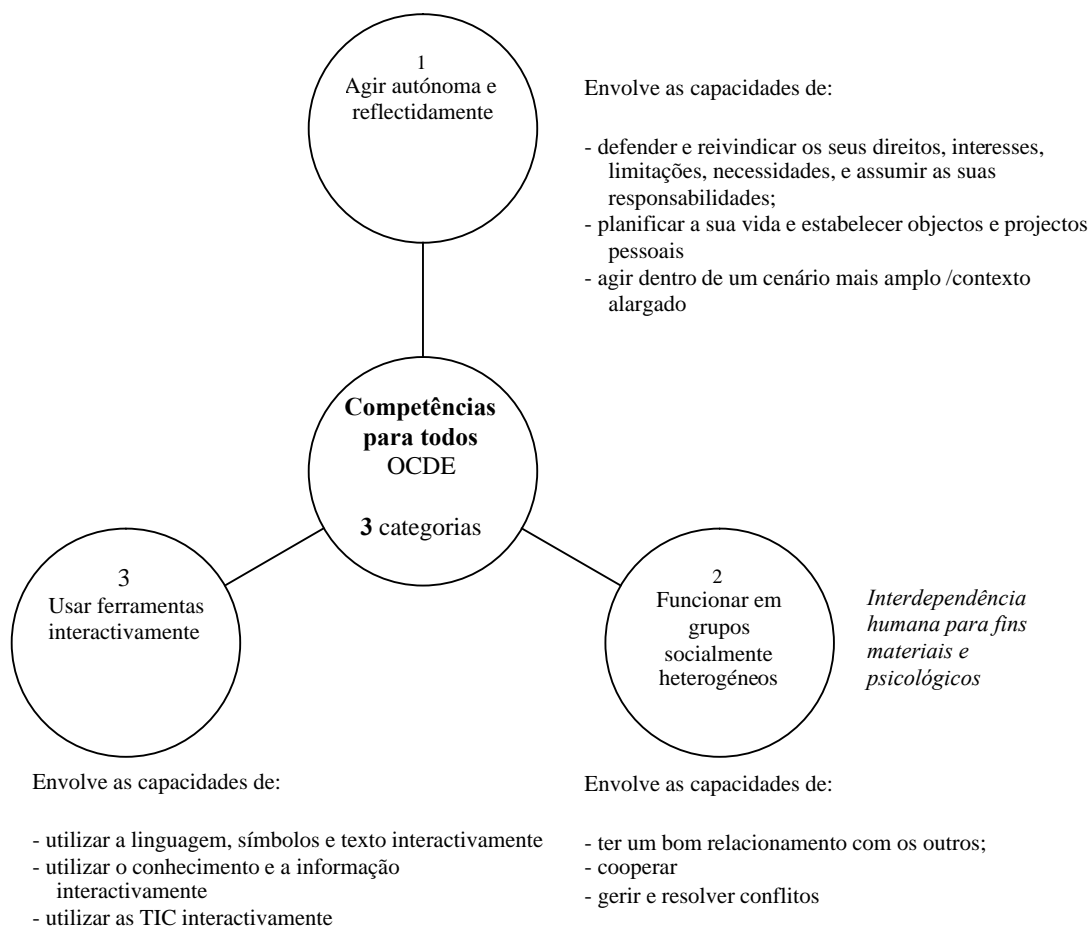 1
Agir autónoma e
reflectidamente
Envolve as capacidades de:
- defender e reivindicar os seus direitos, interesses,
limitações, necessidades, e assumir as suas
responsabilidades;
- planificar a sua vida e estabelecer objectos e projectos
pessoais
- agir dentro de um cenário mais amplo /contexto
alargado
Competências
para todos
OCDE
3 categorias
3
Usar ferramentas
interactivamente
2
Funcionar em
grupos
socialmente
heterogéneos
Interdependência
humana para fins
materiais e
psicológicos
Envolve as capacidades de:
- utilizar a linguagem, símbolos e texto interactivamente
- utilizar o conhecimento e a informação
interactivamente
- utilizar as TIC interactivamente
Envolve as capacidades de:
- ter um bom relacionamento com os outros;
- cooperar
- gerir e resolver conflitos